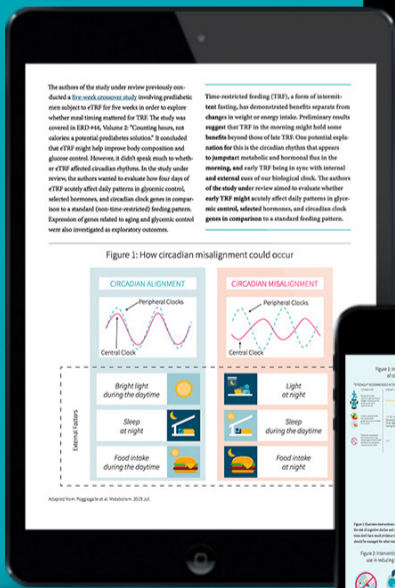 The authors of the study under review previously con-
ducted a five-week crossover study involving prediabetic
men subject to eTRF for five weeks in order to explore
whether meal timing mattered for TRF. The study was
covered in ERD #44, Volume 2: "Counting hours, not
calories: a potential prediabetes solution." It concluded
that eTRF might help improve body composition and
glucose control. However, it didn't speak much to wheth-
er eTRF affected circadian rhythms. In the study under
review, the authors wanted to evaluate how four days of
eTRF acutely affect daily patterns in glycemic control,
selected hormones, and circadian clock genes in compar-
ison to a standard (non-time-restricted) feeding pattern.
Expression of genes related to aging and glycemic control
were also investigated as exploratory outcomes.
Time-restricted feeding (TRF), a form of intermit-
tent fasting, has demonstrated benefits separate from
changes in weight or energy intake. Preliminary results
suggest that TRF in the morning might hold some
benefits beyond those of late TRF. One potential expla-
nation for this is the circadian rhythm that appears
to jumpstart metabolic and hormonal flux in the
morning, and early TRF being in sync with internal
and external cues of our biological clock. The authors
of the study under review aimed to evaluate whether
early TRF might acutely affect daily patterns in glyce-
mic control, selected hormones, and circadian clock
genes in comparison to a standard feeding pattern.
Figure 1: How circadian misalignment could occur
CIRCADIAN ALIGNMENT
Peripheral Clocks
Central Clock
CIRCADIAN MISALIGNMENT
Peripheral Clocks
Central Clock
External Factors
Bright light
during the daytime
Light
at night
Sleep
at night
Sleep
during the daytime
Food intake
during the daytime
Food intake
at night
Adapted from: Poggiogalle et al. Metabolism. 2018 Jul.